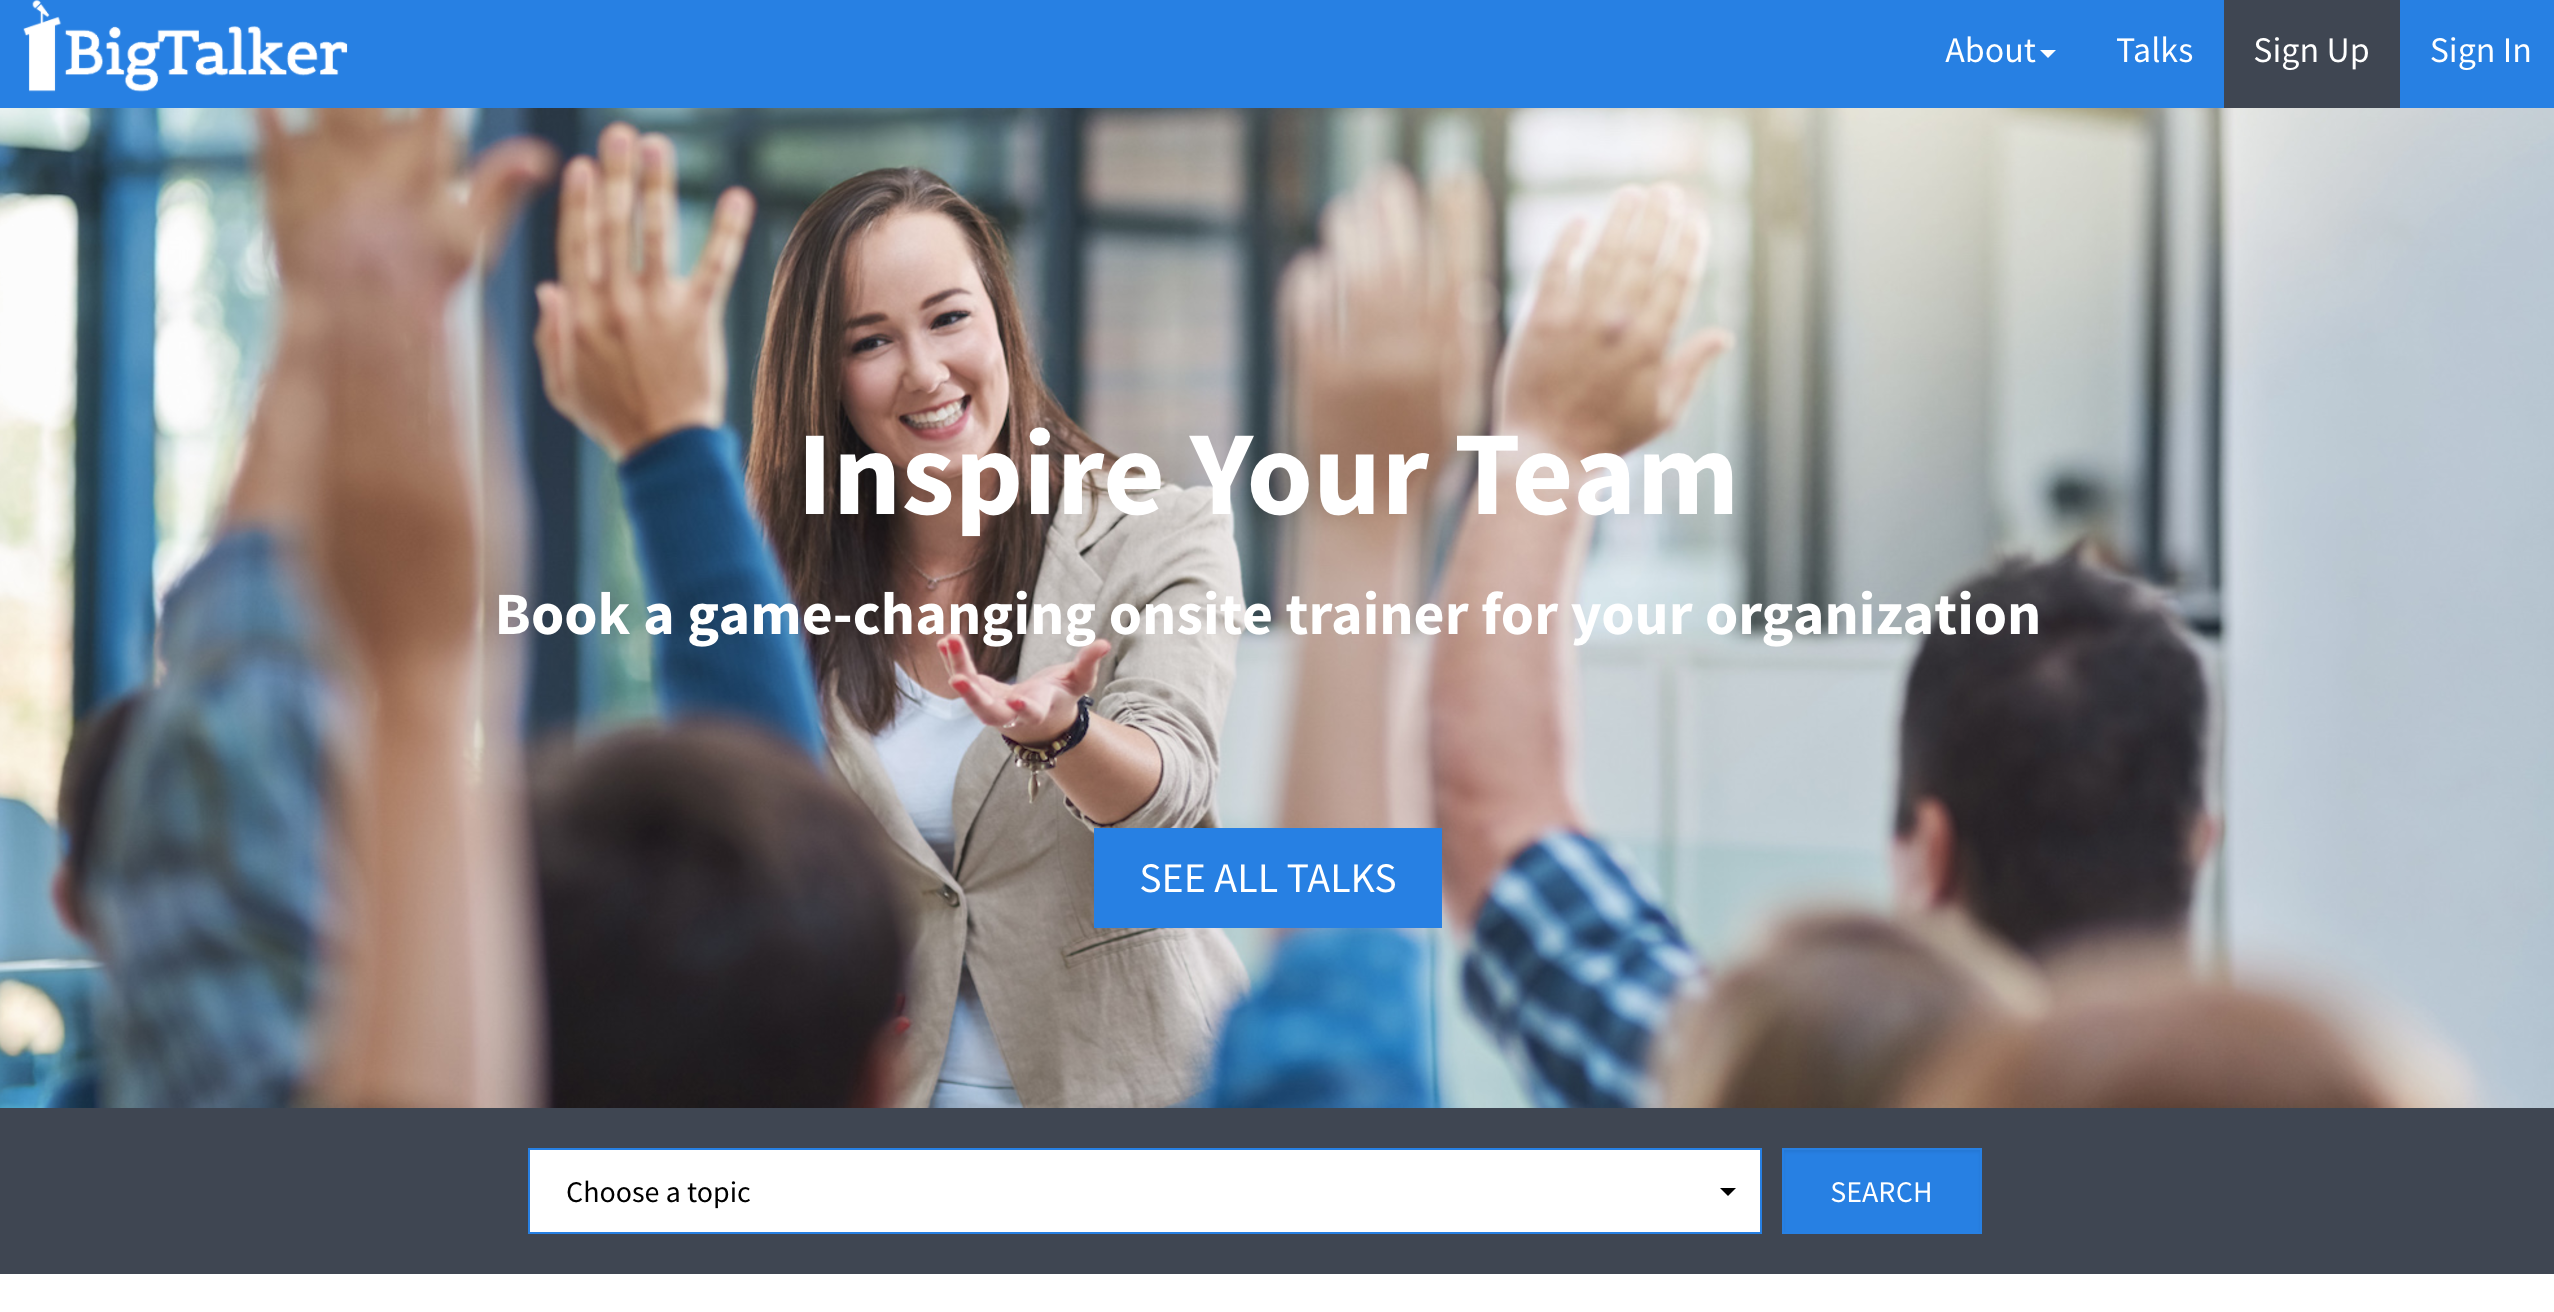 BigTalker
About
Talks
Sign Up
Sign In
Inspire Your Team
Book a game-changing onsite trainer for your organization
SEE ALL TALKS
Choose a topic
SEARCH